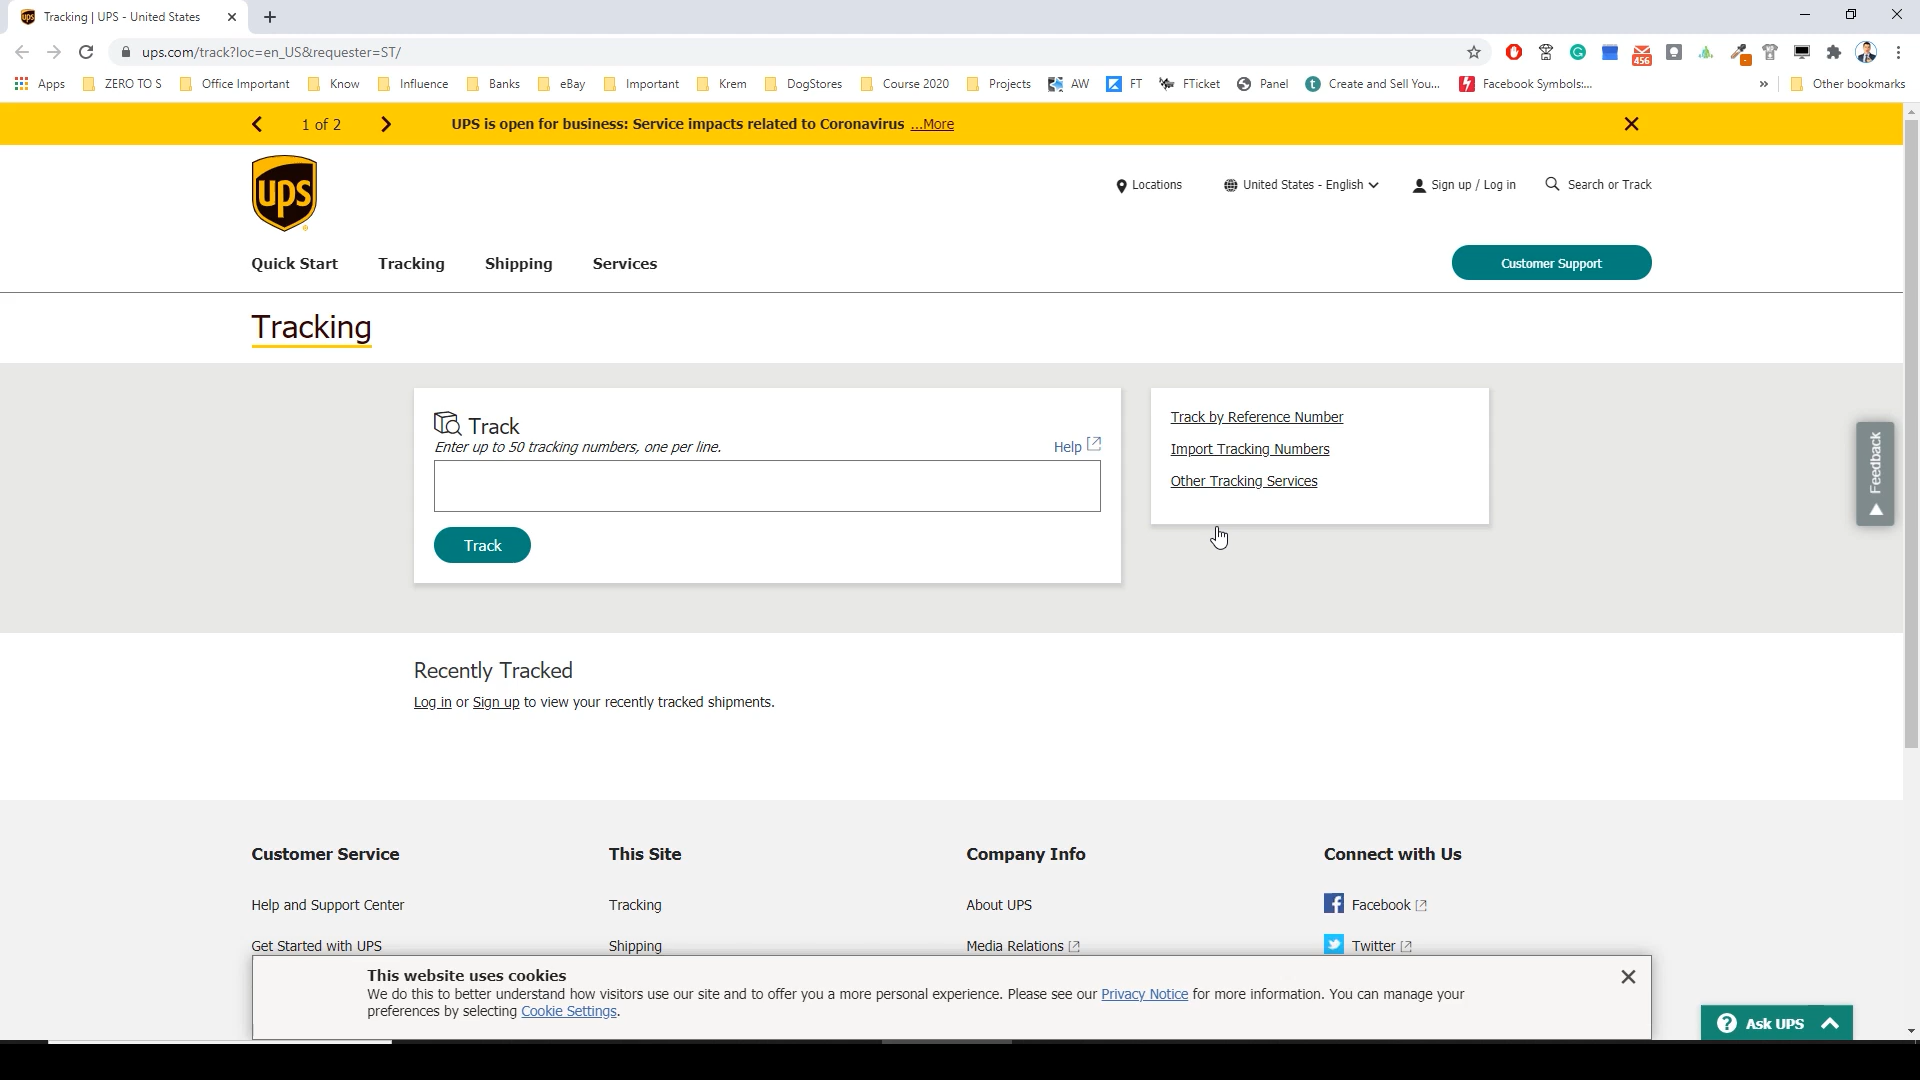 Tracking | UPS - United States
ups.com/track?loc=en_US&requester=ST/
456
Apps ZERO TO S Office Important Know Influence Banks eBay Important Krem DogStores Course 2020 Projects AW FT FTicket Panel Create and Sell You... Facebook Symbols:... » Other bookmarks
1 of 2 UPS is open for business: Service impacts related to Coronavirus ...More
ups
Locations United States - English Sign up / Log in Search or Track
Quick Start Tracking Shipping Services Customer Support
Tracking
Track
Enter up to 50 tracking numbers, one per line. Help
Track
Track by Reference Number
Import Tracking Numbers
Other Tracking Services
Feedback
Recently Tracked
Log in or Sign up to view your recently tracked shipments.
Customer Service This Site Company Info Connect with Us
Help and Support Center Tracking About UPS Facebook
Get Started with UPS Shipping Media Relations Twitter
This website uses cookies
We do this to better understand how visitors use our site and to offer you a more personal experience. Please see our Privacy Notice for more information. You can manage your
preferences by selecting Cookie Settings.
Ask UPS